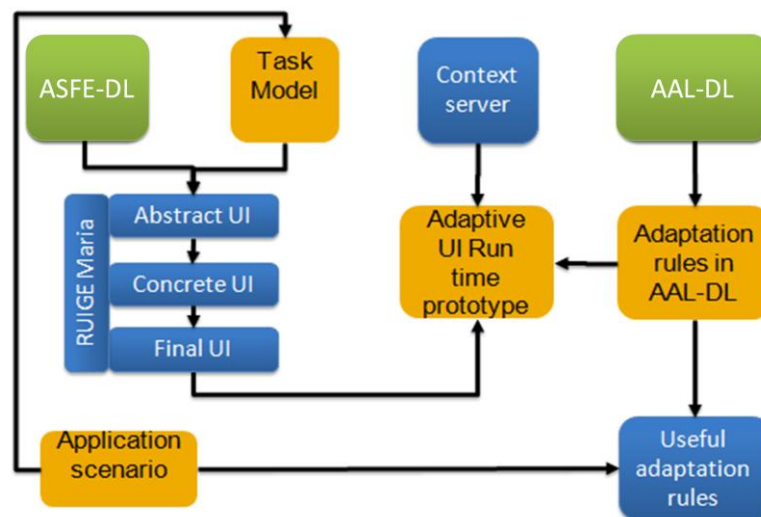 ASFE-DL
Task
Model
Context
server
AAL-DL
RUIGE Maria
Abstract UI
Concrete UI
Final UI
Adaptive
UI Run
time
prototype
Adaptation
rules in
AAL-DL
Application
scenario
Useful
adaptation
rules